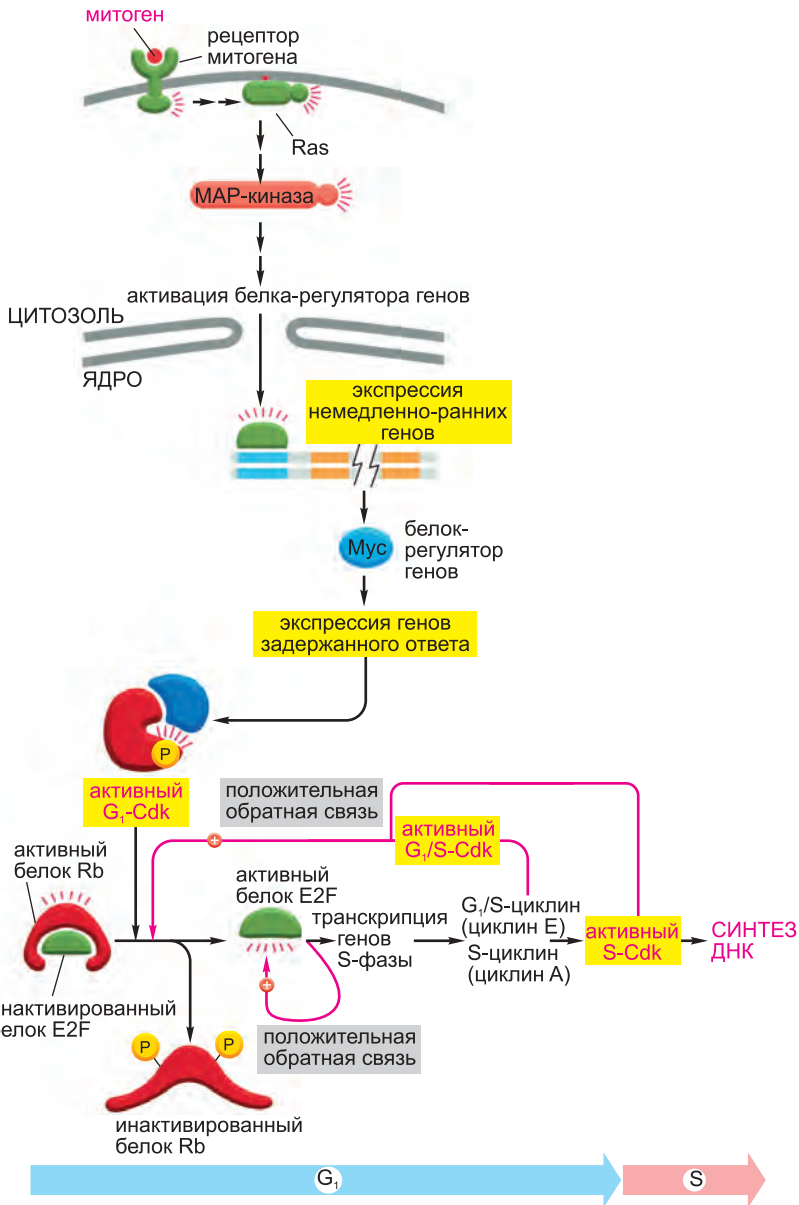 митоген
рецептор
митогена
Ras
MAP-киназа
активация белка-регулятора генов
ЦИТОЗОЛЬ
ЯДРО
экспрессия
немедленно-ранних
генов
Myc
белок-
регулятор
генов
экспрессия генов
задержанного ответа
P
активный
G₁-Cdk
положительная
обратная связь
активный
G₁/S-Cdk
+
активный
белок Rb
активный
белок E2F
транскрипция
генов
S-фазы
G₁/S-циклин
(циклин E)
S-циклин
(циклин A)
активный
S-Cdk
СИНТЕЗ
ДНК
+
нактивированный
елок E2F
положительная
обратная связь
P
P
инактивированный
белок Rb
G₁
S